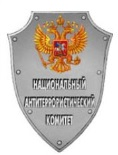 НАЦИОНАЛЬНЫЙ
АНТИТЕРРОРИСТИЧЕСКИЙ
КОМИТЕТ